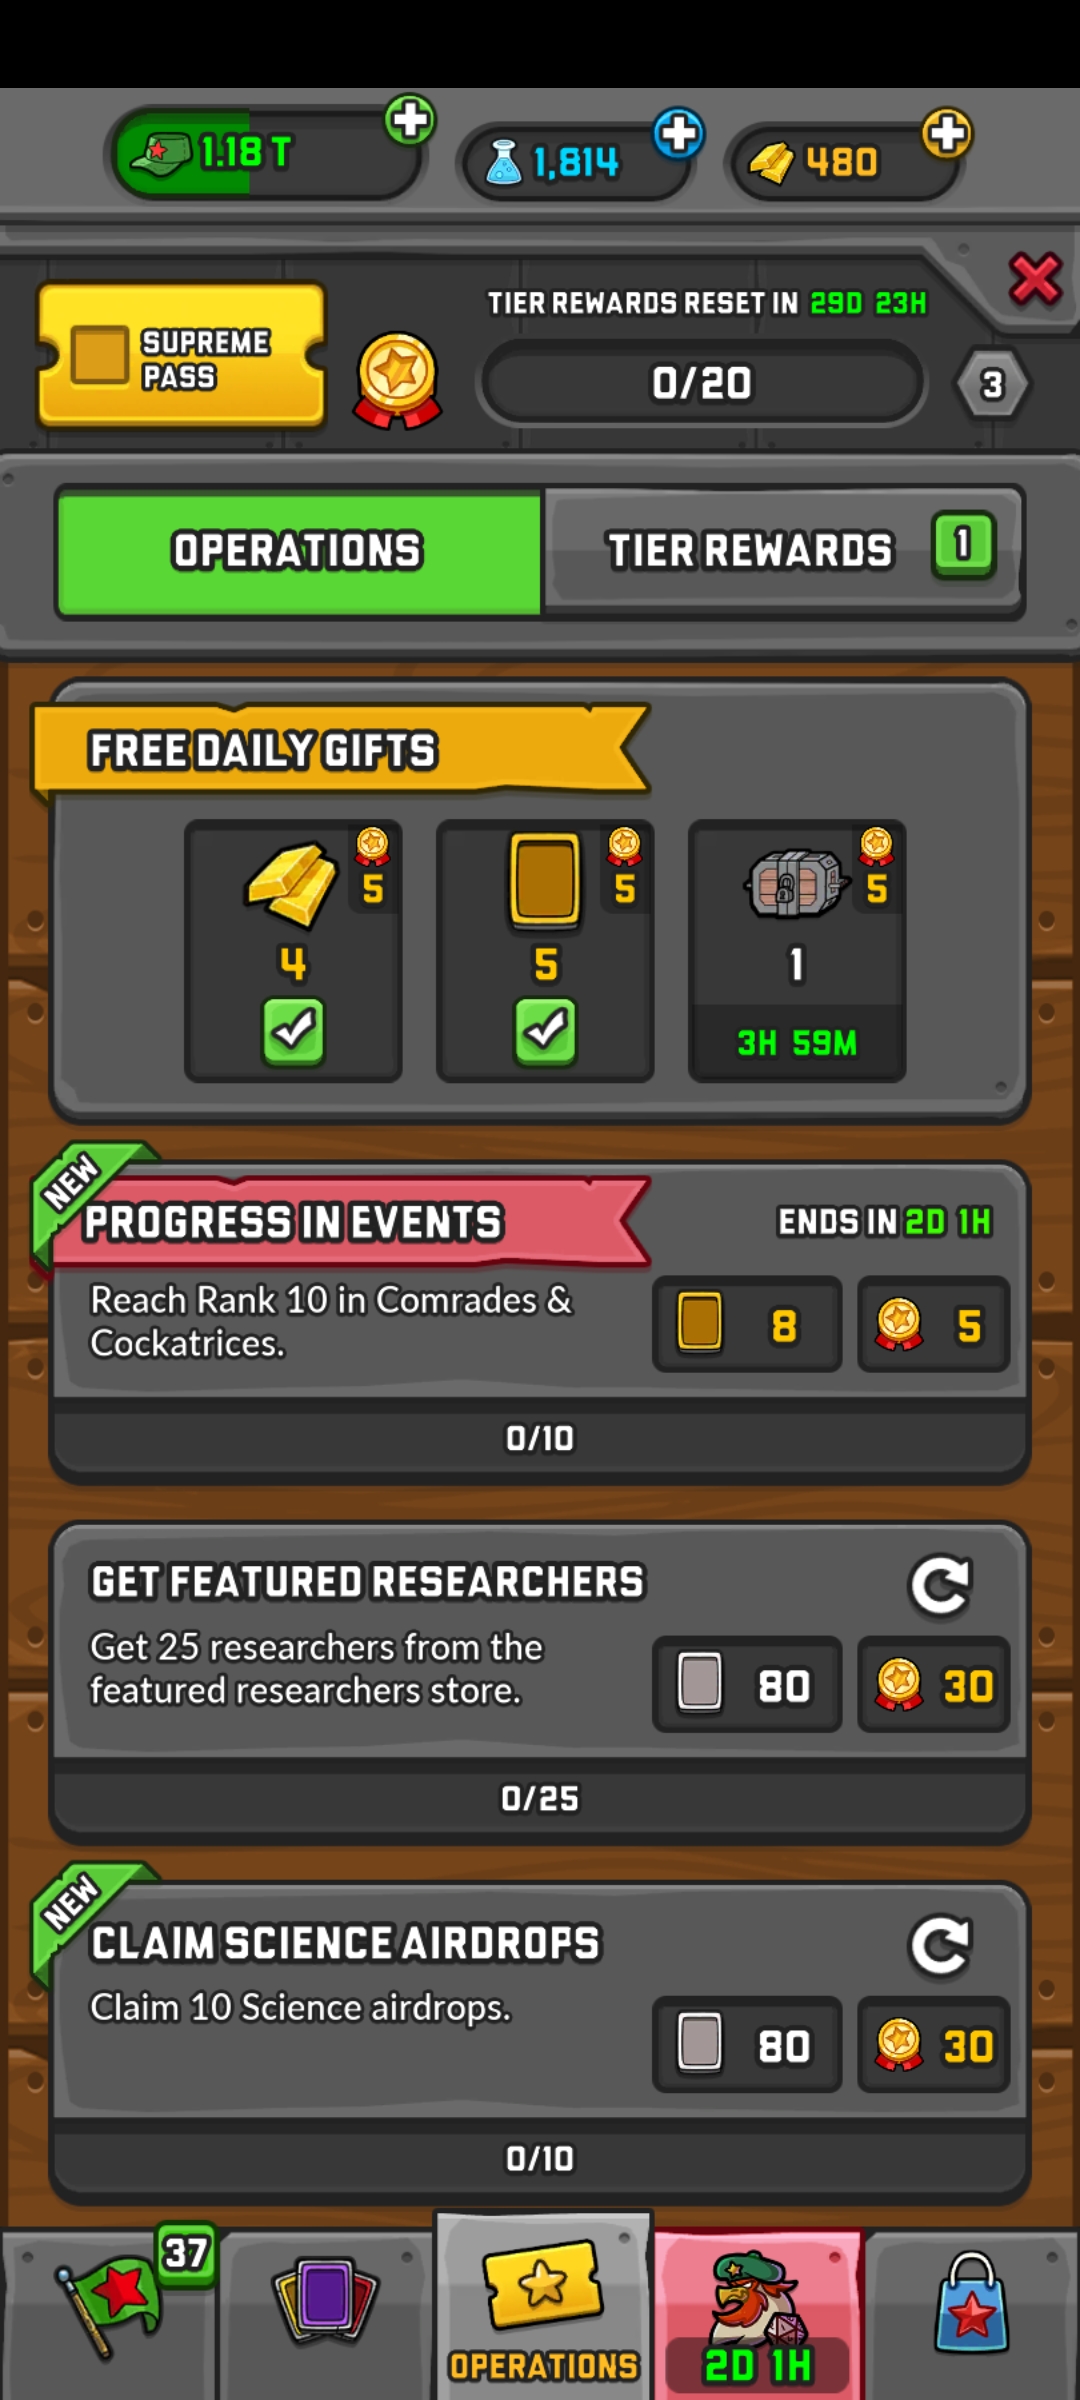 1.18 T
1,814
480
TIER REWARDS RESET IN 29D 23H
SUPREME
PASS
0/20
3
OPERATIONS
TIER REWARDS
1
FREE DAILY GIFTS
5
5
5
4
5
1
3H 59M
NEW
PROGRESS IN EVENTS
ENDS IN 2D 1H
Reach Rank 10 in Comrades &
Cockatrices.
8
5
0/10
GET FEATURED RESEARCHERS
Get 25 researchers from the
featured researchers store.
80
30
0/25
NEW
CLAIM SCIENCE AIRDROPS
Claim 10 Science airdrops.
80
30
0/10
37
OPERATIONS
2D 1H